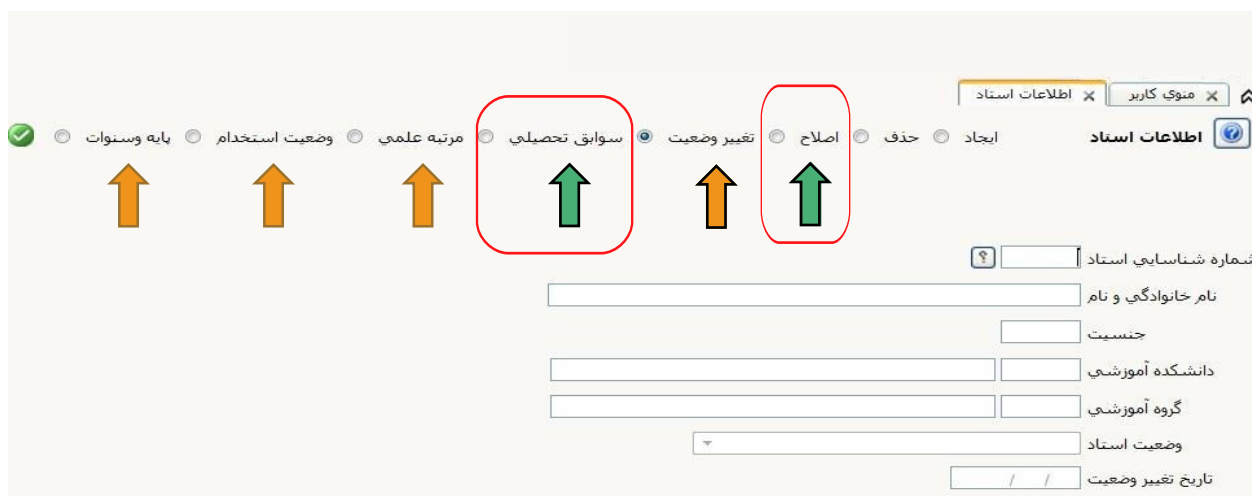 منوي كاربر اطلاعات استاد
اطلاعات استاد ايجاد حذف اصلاح تغيير وضعيت سوابق تحصيلي مرتبه علمي وضعيت استخدام پايه وسنوات
شماره شناسايي استاد ؟
نام خانوادگي و نام
جنسيت
دانشكده آموزشي
گروه آموزشي
وضعيت استاد
تاريخ تغيير وضعيت / /